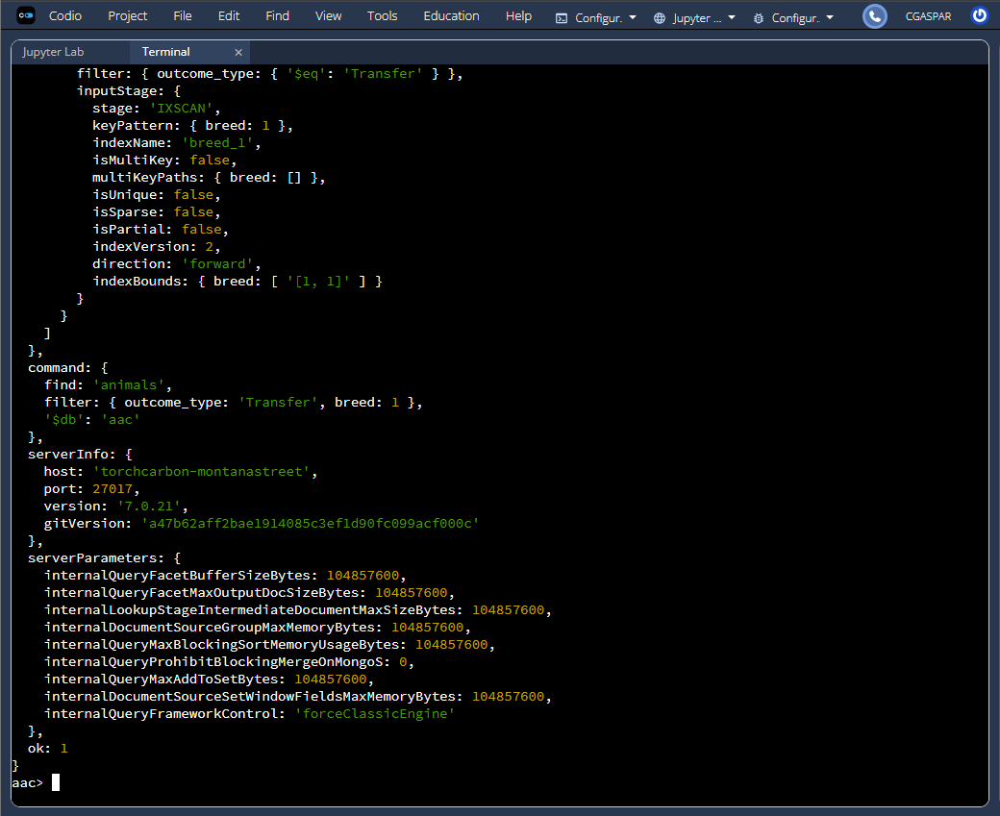 Codio Project File Edit Find View Tools Education Help Configur. Jupyter ... Configur. CGASPAR
Jupyter Lab Terminal ×
        filter: { outcome_type: { '$eq': 'Transfer' } },
        inputStage: {
          stage: 'IXSCAN',
          keyPattern: { breed: 1 },
          indexName: 'breed_1',
          isMultiKey: false,
          multiKeyPaths: { breed: [] },
          isUnique: false,
          isSparse: false,
          isPartial: false,
          indexVersion: 2,
          direction: 'forward',
          indexBounds: { breed: [ '[1, 1]' ] }
        }
      }
    ]
  },
  command: {
    find: 'animals',
    filter: { outcome_type: 'Transfer', breed: 1 },
    '$db': 'aac'
  },
  serverInfo: {
    host: 'torchcarbon-montanastreet',
    port: 27017,
    version: '7.0.21',
    gitVersion: 'a47b62aff2bae1914085c3ef1d90fc099acf000c'
  },
  serverParameters: {
    internalQueryFacetBufferSizeBytes: 104857600,
    internalQueryFacetMaxOutputDocSizeBytes: 104857600,
    internalLookupStageIntermediateDocumentMaxSizeBytes: 104857600,
    internalDocumentSourceGroupMaxMemoryBytes: 104857600,
    internalQueryMaxBlockingSortMemoryUsageBytes: 104857600,
    internalQueryProhibitBlockingMergeOnMongoS: 0,
    internalQueryMaxAddToSetBytes: 104857600,
    internalDocumentSourceSetWindowFieldsMaxMemoryBytes: 104857600,
    internalQueryFrameworkControl: 'forceClassicEngine'
  },
  ok: 1
}
aac>